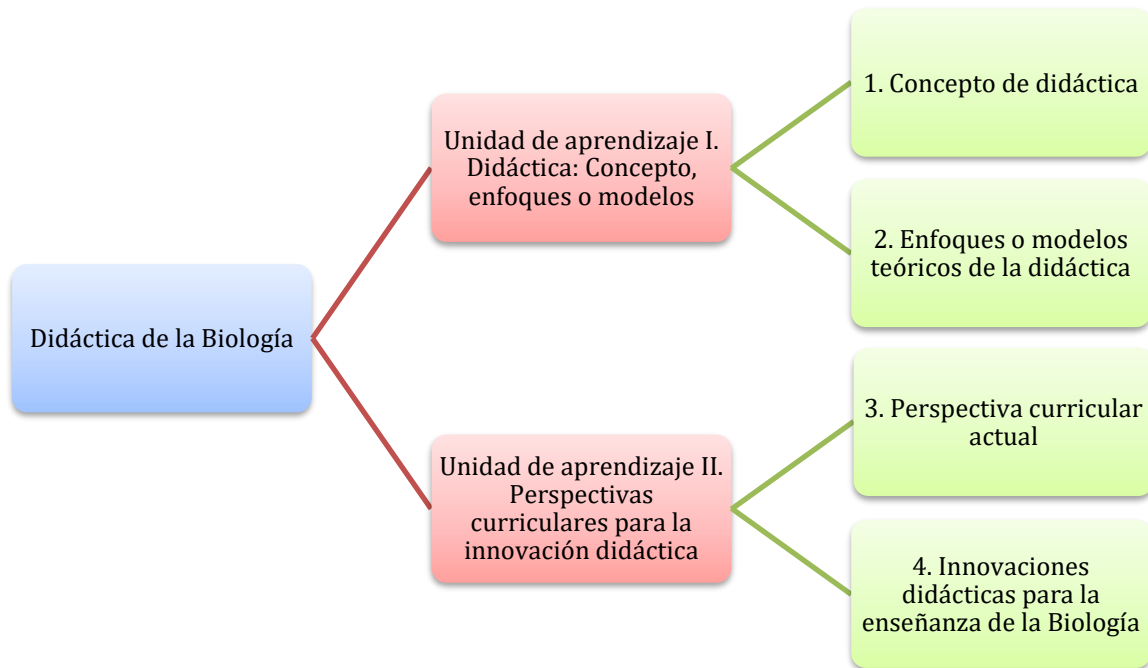 Didáctica de la Biología
Unidad de aprendizaje I.
Didáctica: Concepto,
enfoques o modelos
1. Concepto de didáctica
2. Enfoques o modelos
teóricos de la didáctica
Unidad de aprendizaje II.
Perspectivas
curriculares para la
innovación didáctica
3. Perspectiva curricular
actual
4. Innovaciones
didácticas para la
enseñanza de la Biología